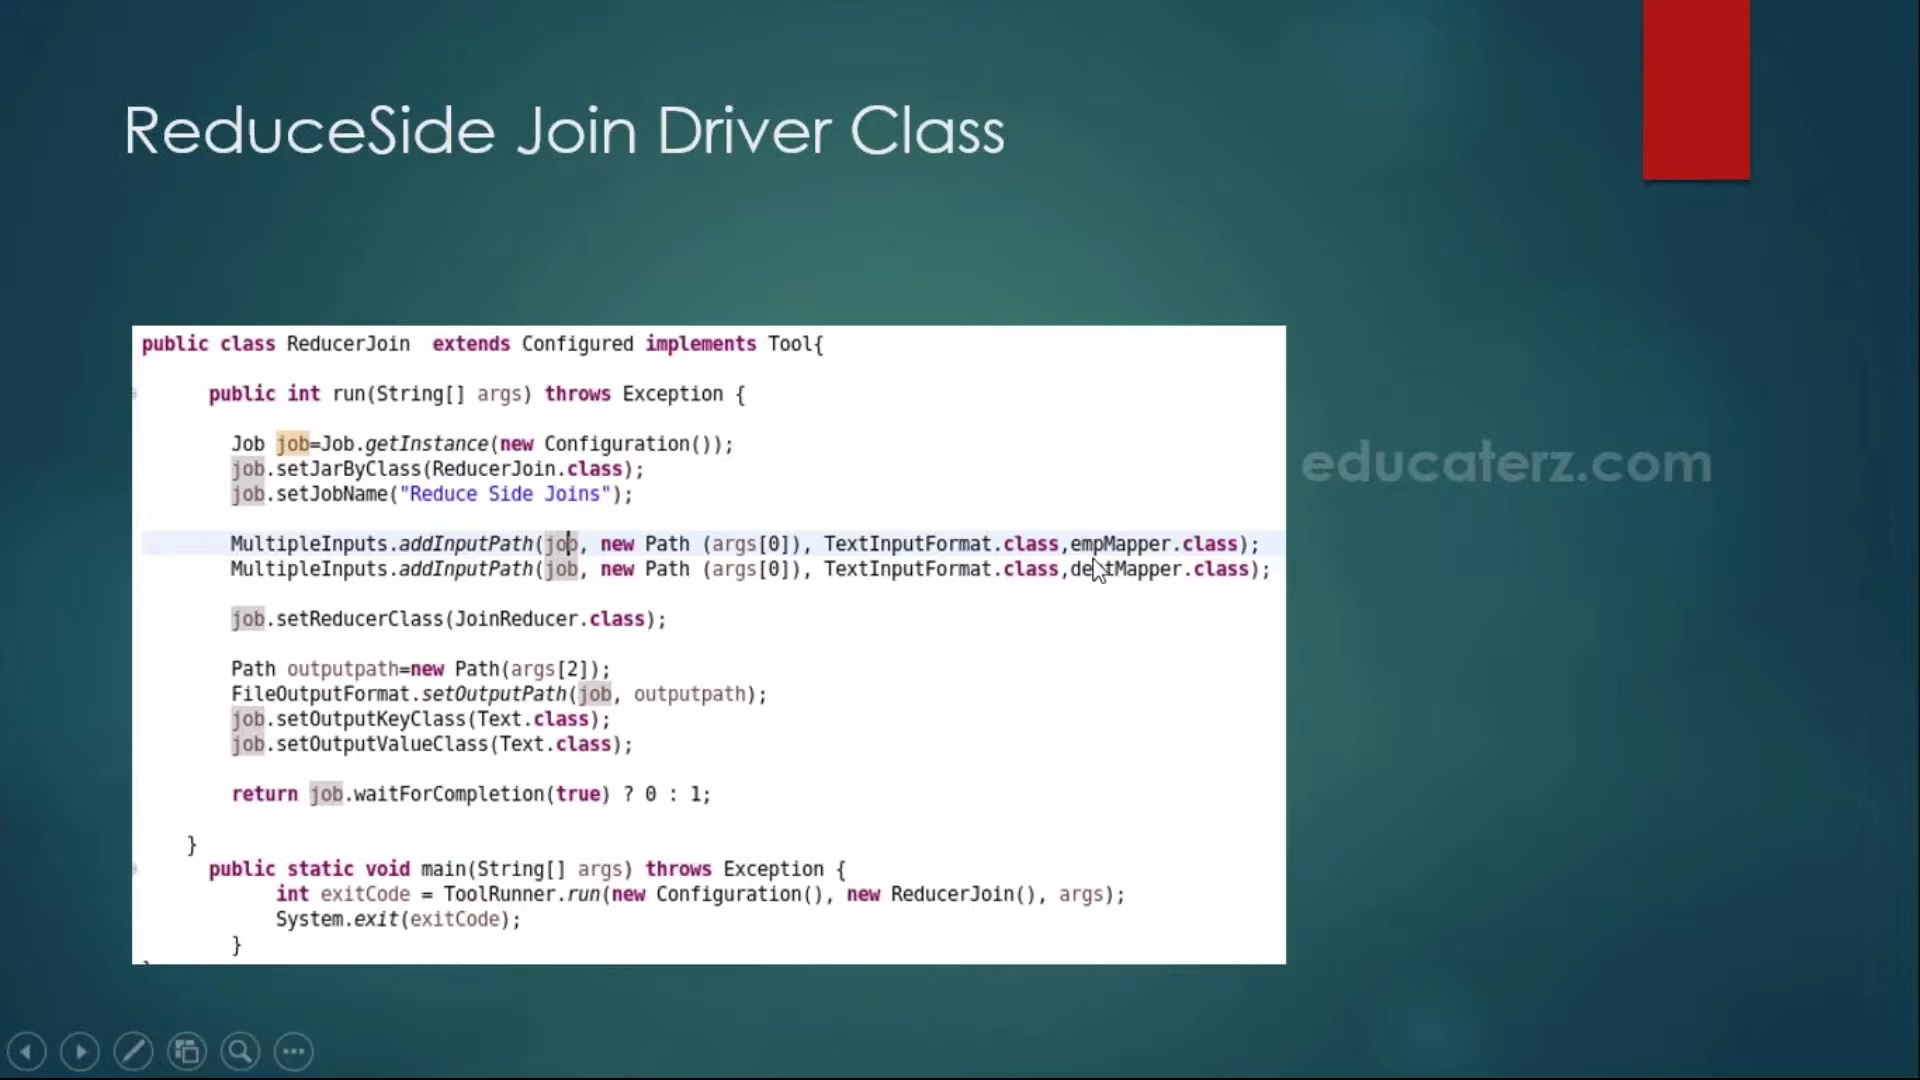 ReduceSide Join Driver Class
public class ReducerJoin extends Configured implements Tool{
public int run(String[] args) throws Exception {
Job job=Job.getInstance(new Configuration());
job.setJarByClass(ReducerJoin.class);
job.setJobName("Reduce Side Joins");
MultipleInputs.addInputPath(job, new Path (args[0]), TextInputFormat.class,empMapper.class);
MultipleInputs.addInputPath(job, new Path (args[0]), TextInputFormat.class,deptMapper.class);
job.setReducerClass(JoinReducer.class);
Path outputpath=new Path(args[2]);
FileOutputFormat.setOutputPath(job, outputpath);
job.setOutputKeyClass(Text.class);
job.setOutputValueClass(Text.class);
return job.waitForCompletion(true) ? 0 : 1;
}
public static void main(String[] args) throws Exception {
int exitCode = ToolRunner.run(new Configuration(), new ReducerJoin(), args);
System.exit(exitCode);
}
educaterz.com